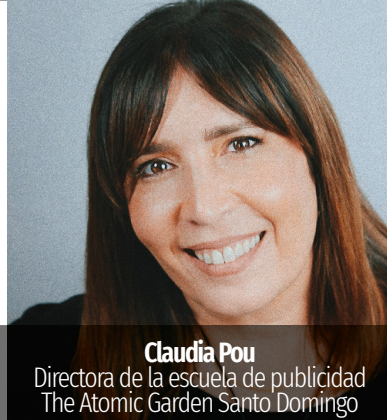 Claudia Pou
Directora de la escuela de publicidad
The Atomic Garden Santo Domingo